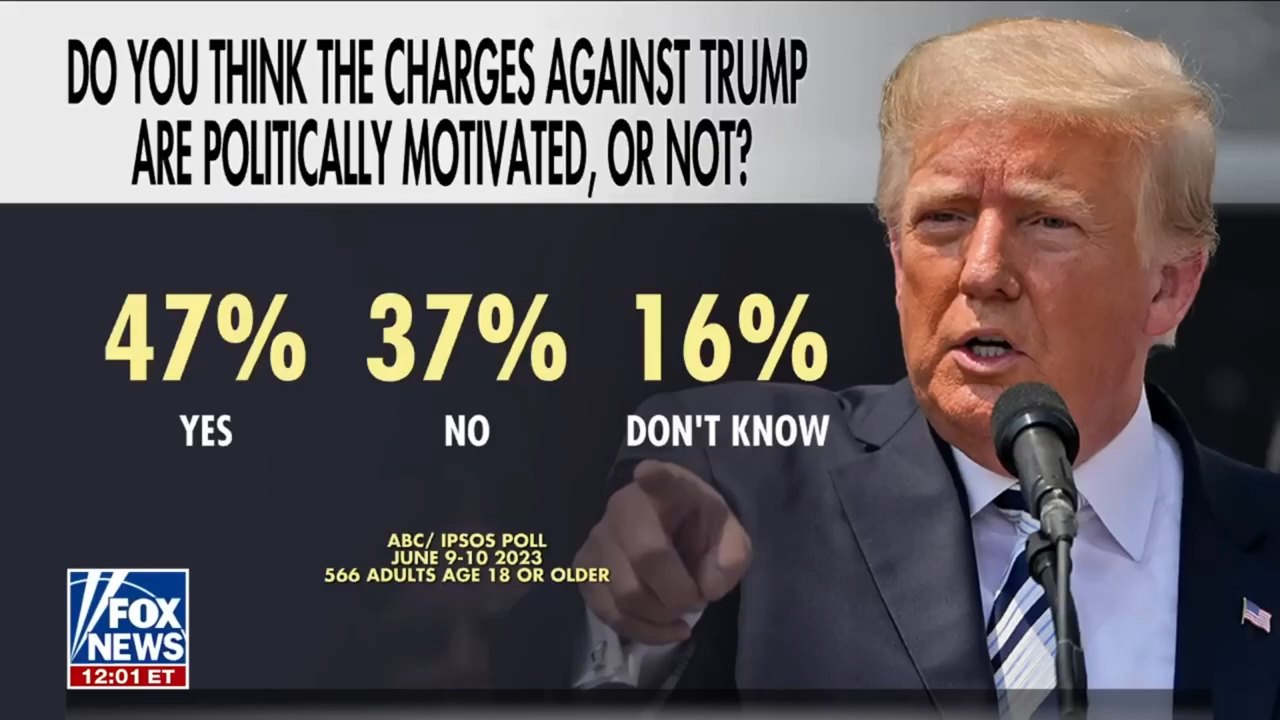 DO YOU THINK THE CHARGES AGAINST TRUMP
ARE POLITICALLY MOTIVATED, OR NOT?
47% 37% 16%
YES NO DON'T KNOW
ABC/ IPSOS POLL
JUNE 9-10 2023
566 ADULTS AGE 18 OR OLDER
FOX
NEWS
12:01 ET